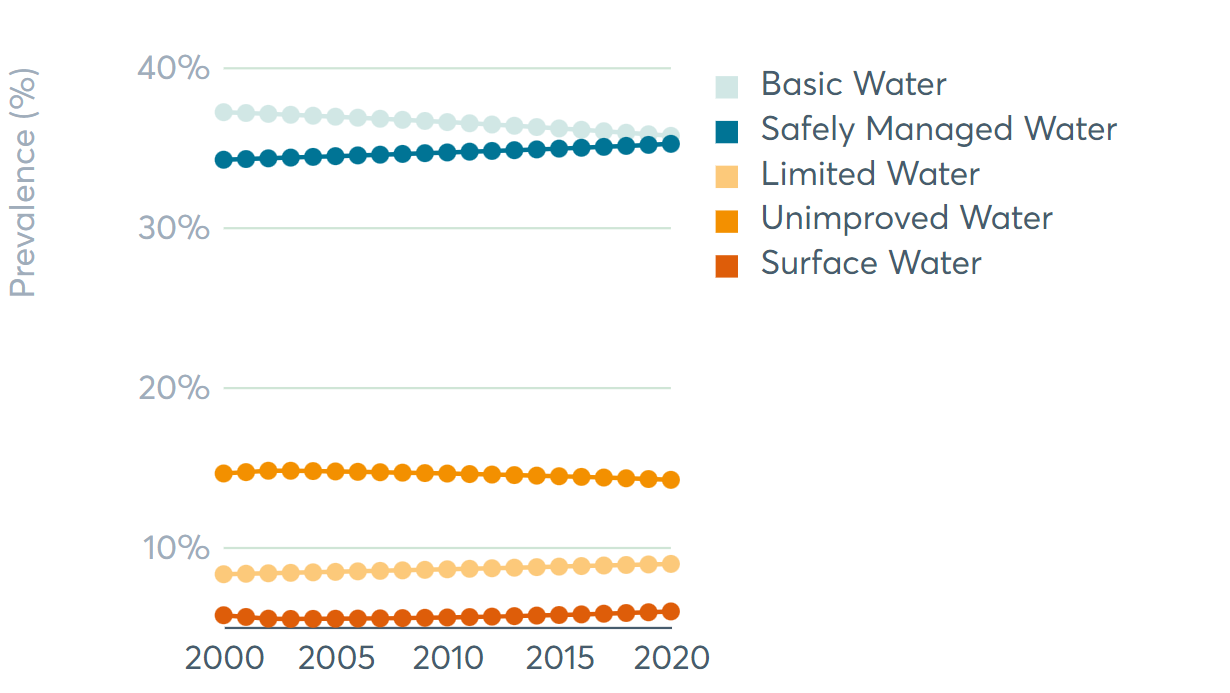 Prevalence (%)
40%
30%
20%
10%
2000 2005 2010 2015 2020
Basic Water
Safely Managed Water
Limited Water
Unimproved Water
Surface Water